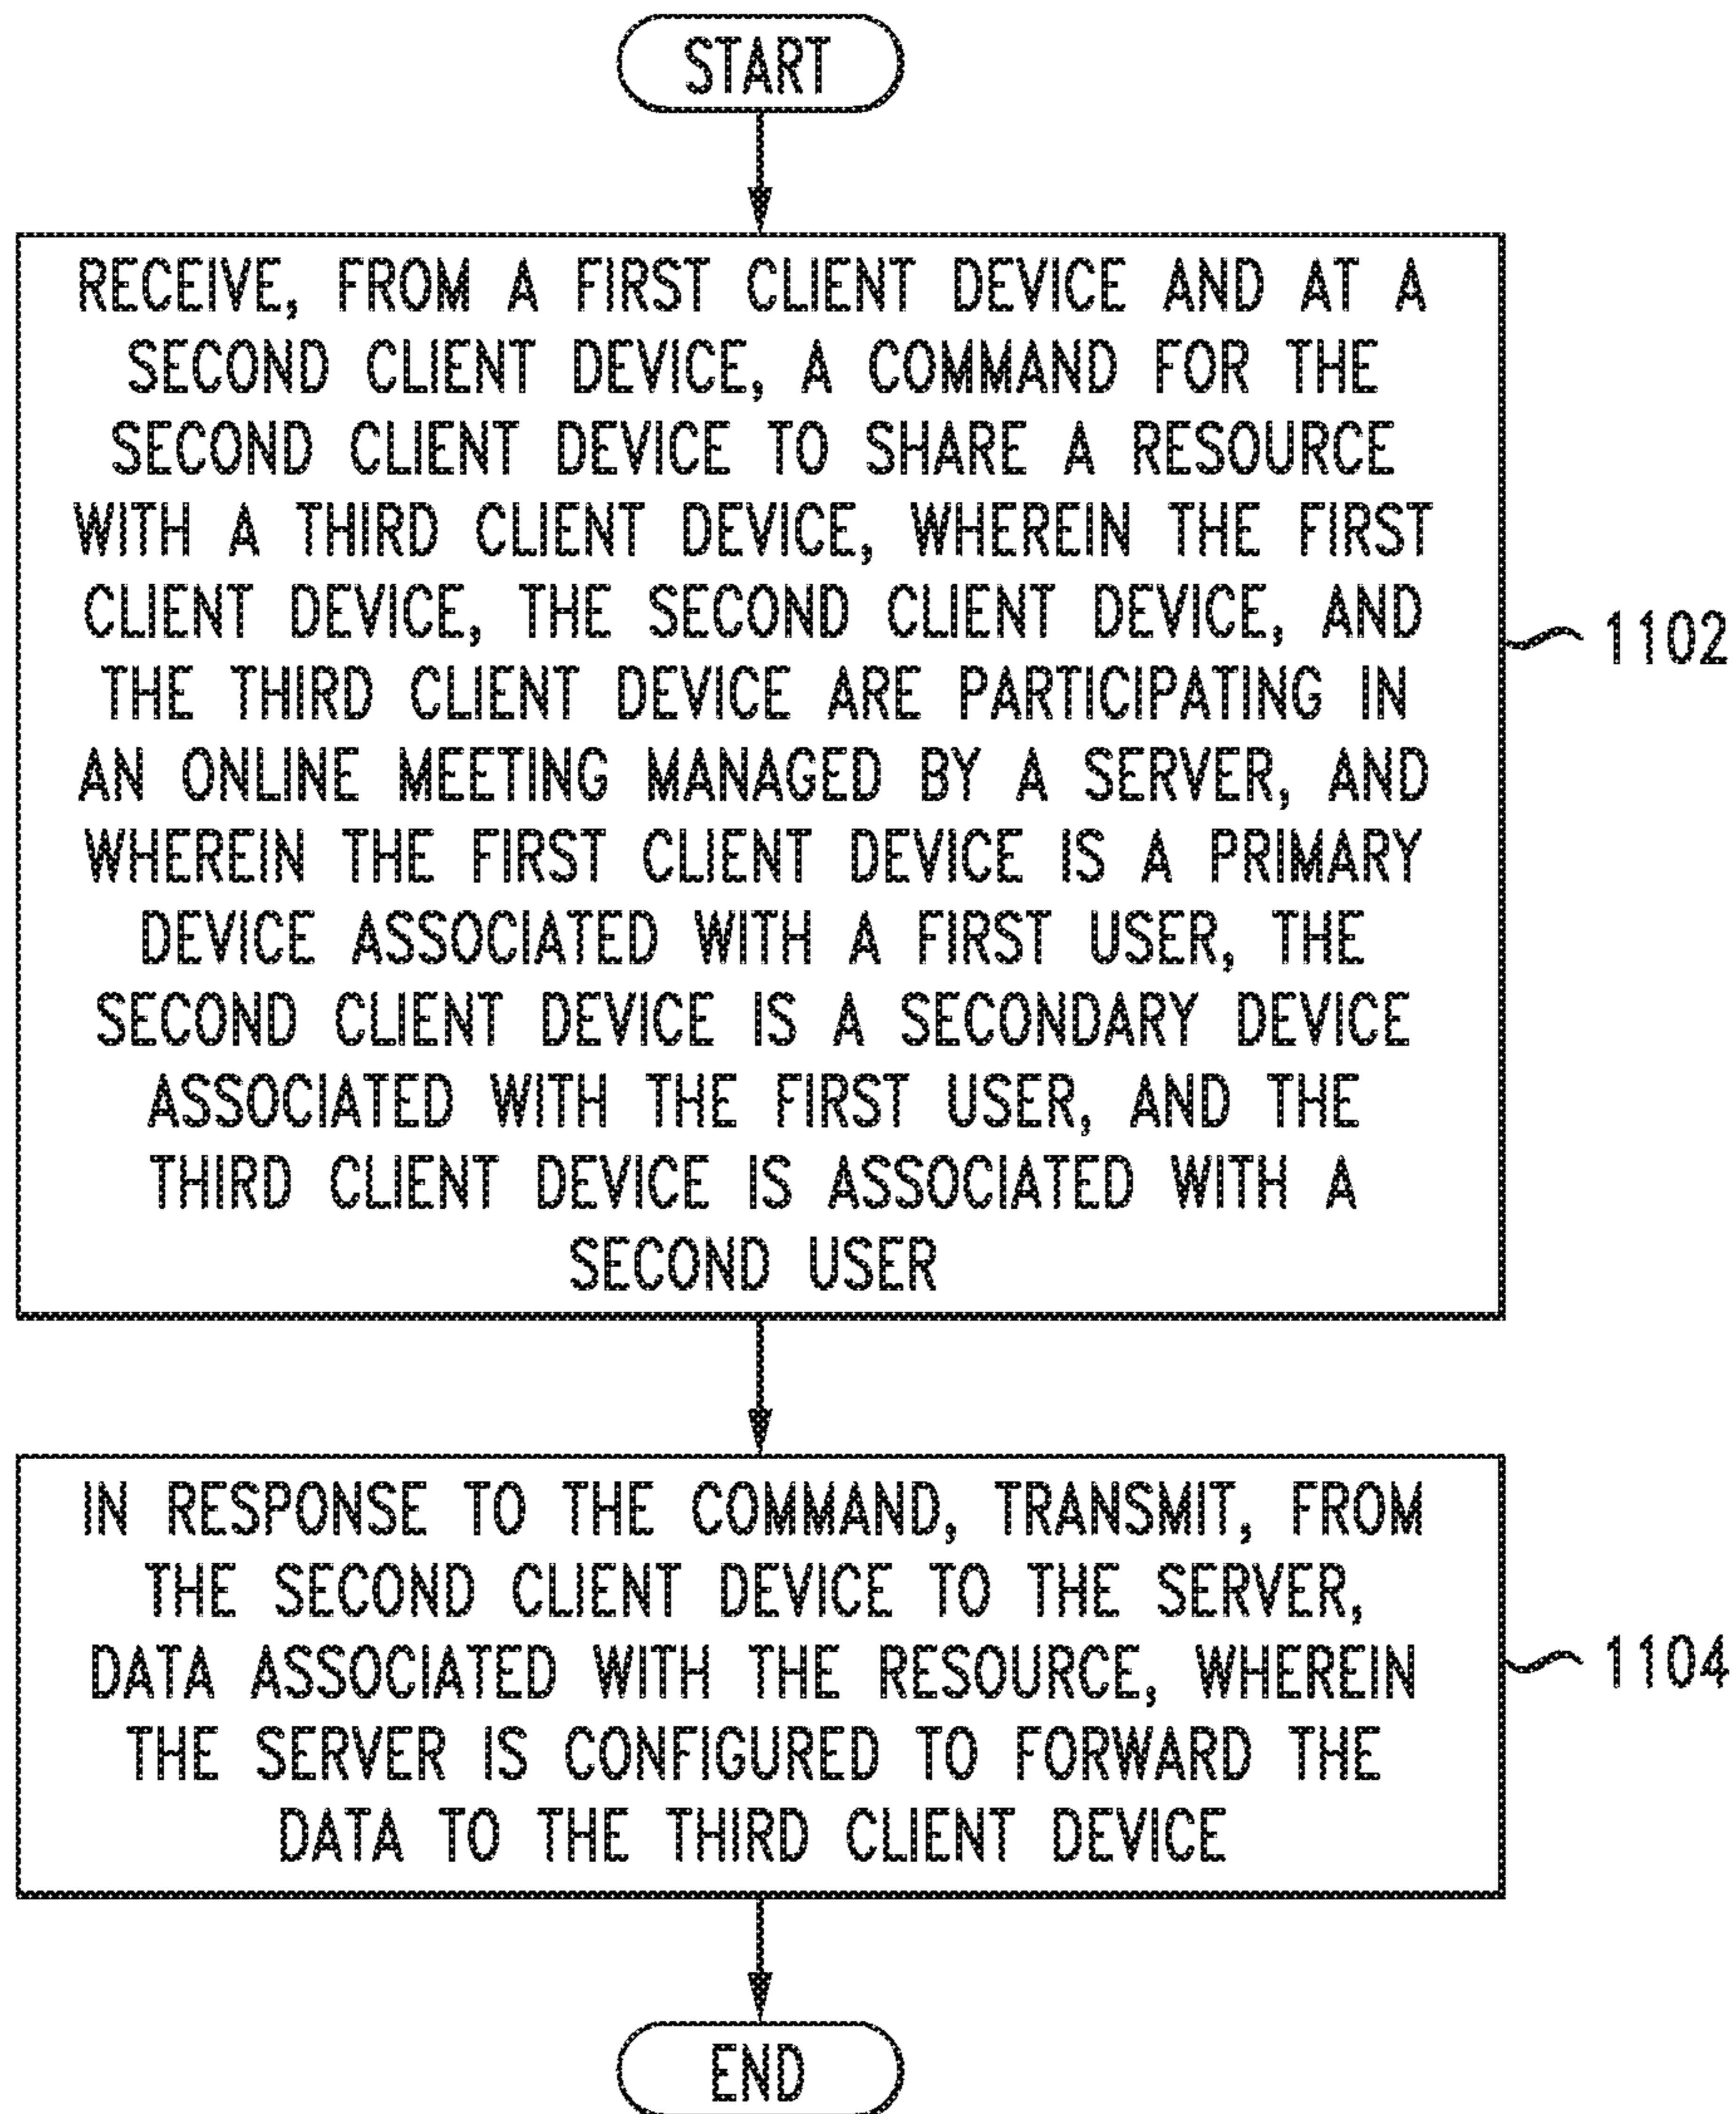 START
RECEIVE, FROM A FIRST CLIENT DEVICE AND AT A
SECOND CLIENT DEVICE, A COMMAND FOR THE
SECOND CLIENT DEVICE TO SHARE A RESOURCE
WITH A THIRD CLIENT DEVICE, WHEREIN THE FIRST
CLIENT DEVICE, THE SECOND CLIENT DEVICE, AND
THE THIRD CLIENT DEVICE ARE PARTICIPATING IN
AN ONLINE MEETING MANAGED BY A SERVER, AND
WHEREIN THE FIRST CLIENT DEVICE IS A PRIMARY
DEVICE ASSOCIATED WITH A FIRST USER, THE
SECOND CLIENT DEVICE IS A SECONDARY DEVICE
ASSOCIATED WITH THE FIRST USER, AND THE
THIRD CLIENT DEVICE IS ASSOCIATED WITH A
SECOND USER
1102
IN RESPONSE TO THE COMMAND, TRANSMIT, FROM
THE SECOND CLIENT DEVICE TO THE SERVER,
DATA ASSOCIATED WITH THE RESOURCE, WHEREIN
THE SERVER IS CONFIGURED TO FORWARD THE
DATA TO THE THIRD CLIENT DEVICE
1104
END